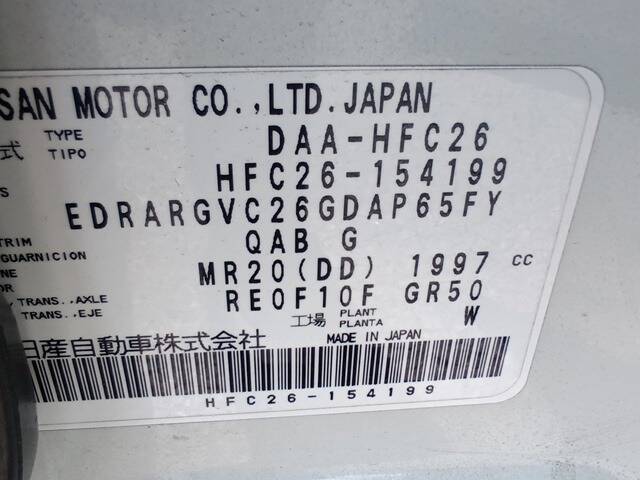 SAN MOTOR CO.,LTD.JAPAN
式 TYPE TIPO DAA-HFC26
HFC26-154199
EDRARGVC26GDAP65FY
TRIM GUARNICION QAB G
MR20(DD) 1997 CC
TRANS.,AXLE TRANS.,EJE RE0F10F GR50
工場 PLANT PLANTA W
日産自動車株式会社 MADE IN JAPAN
HFC26-154199